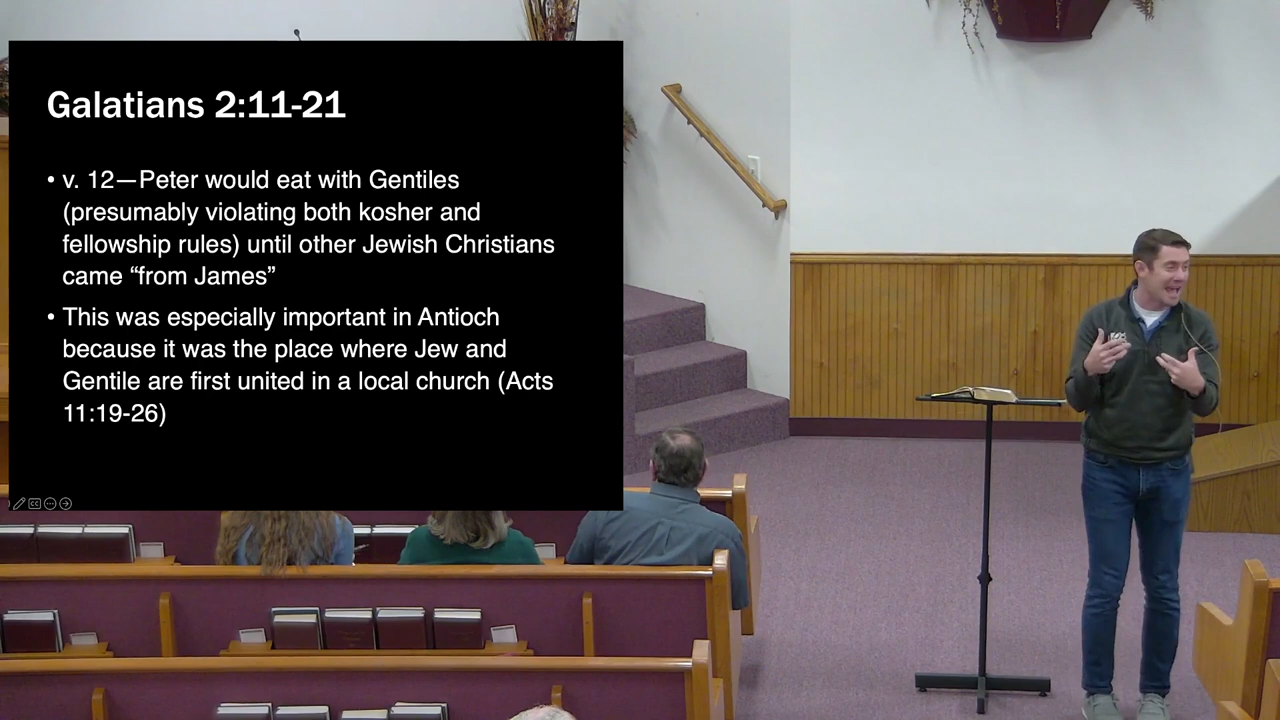 Galatians 2:11-21
• v. 12—Peter would eat with Gentiles
(presumably violating both kosher and
fellowship rules) until other Jewish Christians
came “from James”
• This was especially important in Antioch
because it was the place where Jew and
Gentile are first united in a local church (Acts
11:19-26)